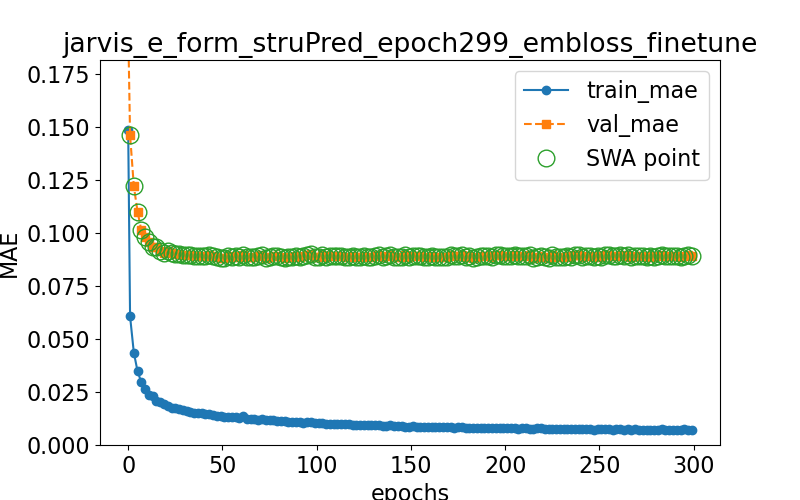 jarvis_e_form_struPred_epoch299_embloss_finetune
train_mae
val_mae
SWA point
MAE
0.175
0.150
0.125
0.100
0.075
0.050
0.025
0.000
0 50 100 150 200 250 300
epochs